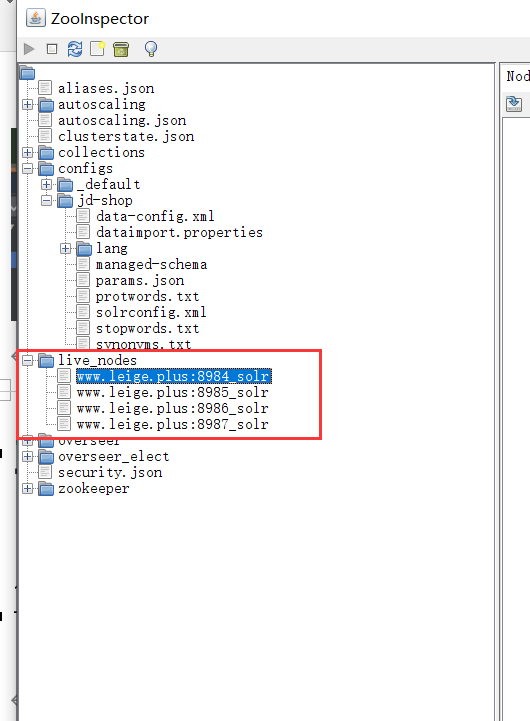 ZooInspector
Nod
aliases.json
autoscaling
autoscaling.json
clusterstate.json
collections
configs
_default
jd-shop
data-config.xml
dataimport.properties
lang
managed-schema
params.json
protwords.txt
solrconfig.xml
stopwords.txt
synonyms.txt
live_nodes
www.leige.plus:8984_solr
www.leige.plus:8985_solr
www.leige.plus:8986_solr
www.leige.plus:8987_solr
overseer
overseer_elect
security.json
zookeeper